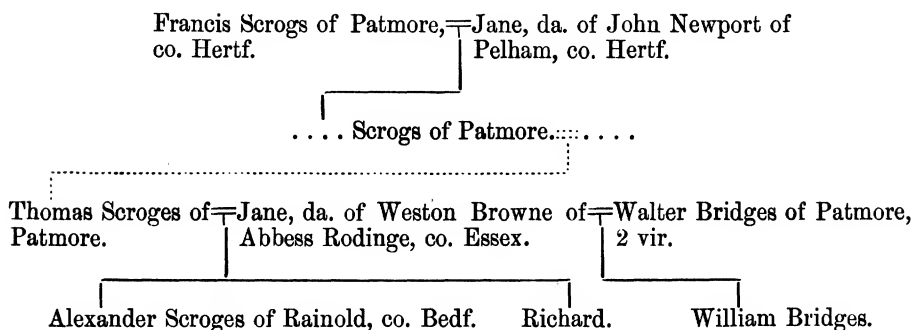 Francis Scrogs of Patmore,=Jane, da. of John Newport of
co. Hertf. Pelham, co. Hertf.
. . . . Scrogs of Patmore.::::. . . .
Thomas Scroges of=Jane, da. of Weston Browne of=Walter Bridges of Patmore,
Patmore. Abbess Rodinge, co. Essex. 2 vir.
Alexander Scroges of Rainold, co. Bedf. Richard. William Bridges.